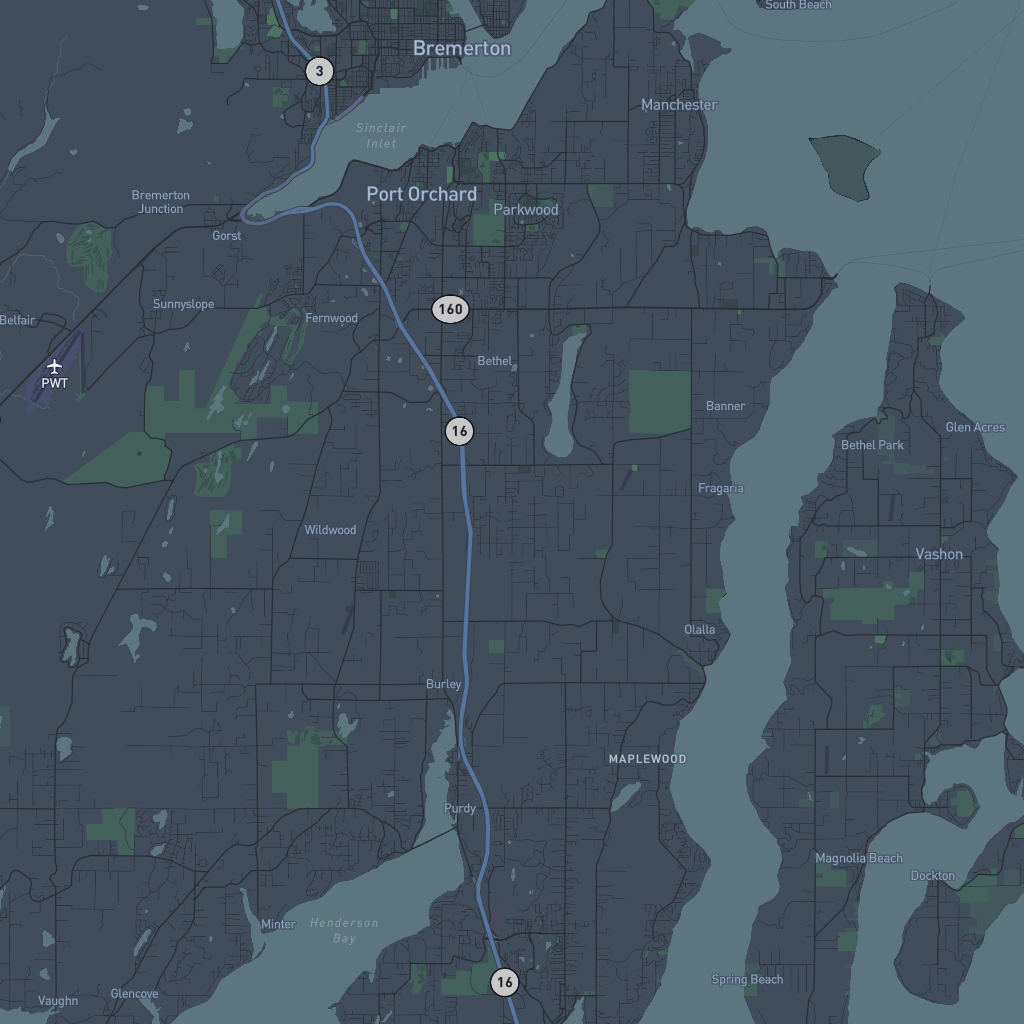 South Beach
Bremerton
3
Manchester
Sinclair
Inlet
Bremerton
Junction
Port Orchard
Parkwood
Gorst
Sunnyslope
160
Belfair
Fernwood
Bethel
PWT
Banner
16
Glen Acres
Bethel Park
Fragaria
Wildwood
Vashon
Olalla
Burley
MAPLEWOOD
Purdy
Magnolia Beach
Dockton
Minter
Henderson
Bay
Spring Beach
16
Glencove
Vaughn